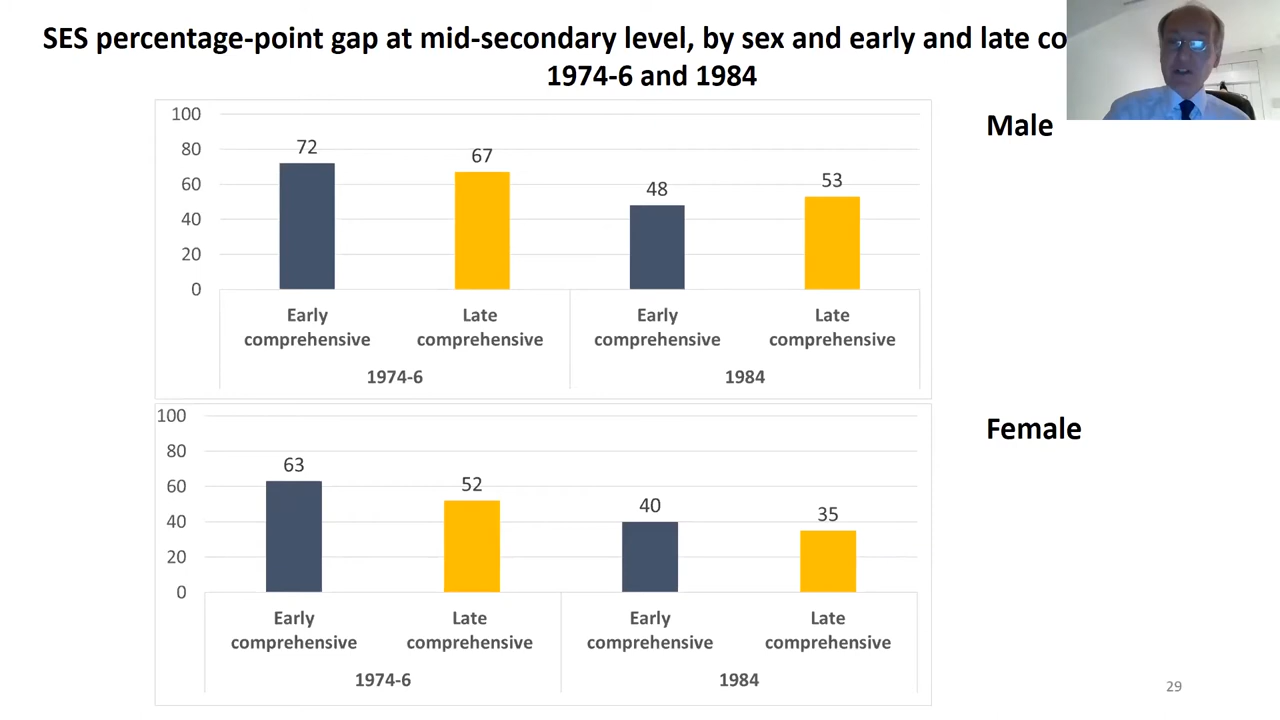 SES percentage-point gap at mid-secondary level, by sex and early and late
1974-6 and 1984
Male
100
80
60
40
20
0
72
67
48
53
Early comprehensive
Late comprehensive
Early comprehensive
Late comprehensive
1974-6
1984
Female
100
80
60
40
20
0
63
52
40
35
Early comprehensive
Late comprehensive
Early comprehensive
Late comprehensive
1974-6
1984
29